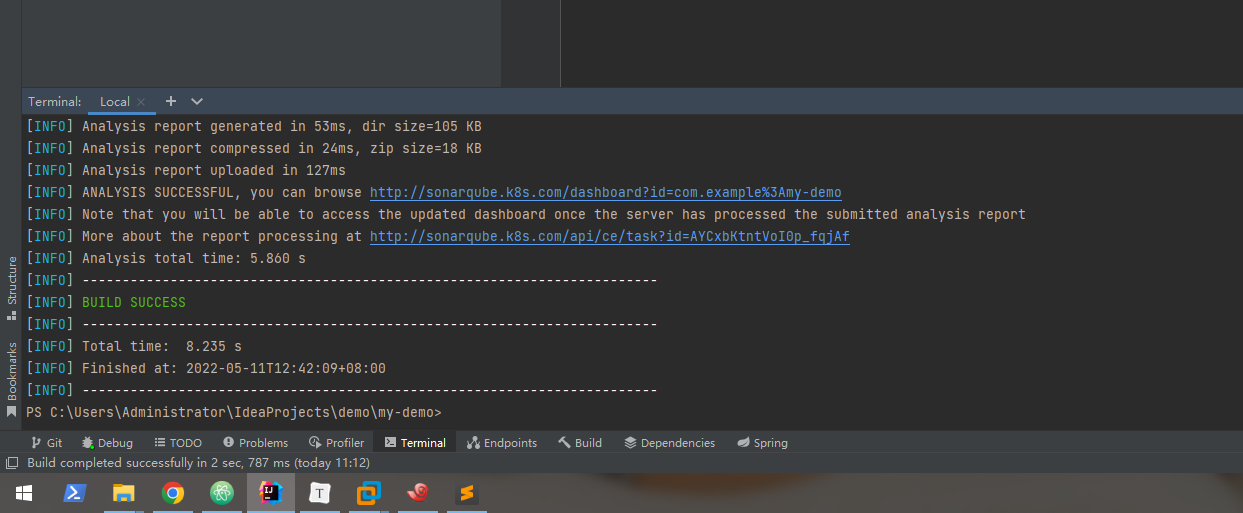 Terminal: Local
[INFO] Analysis report generated in 53ms, dir size=105 KB
[INFO] Analysis report compressed in 24ms, zip size=18 KB
[INFO] Analysis report uploaded in 127ms
[INFO] ANALYSIS SUCCESSFUL, you can browse http://sonarqube.k8s.com/dashboard?id=com.example%3Amy-demo
[INFO] Note that you will be able to access the updated dashboard once the server has processed the submitted analysis report
[INFO] More about the report processing at http://sonarqube.k8s.com/api/ce/task?id=AYCxbKtntVoI0p_fqjAf
[INFO] Analysis total time: 5.860 s
[INFO] ------------------------------------------------------------------------
[INFO] BUILD SUCCESS
[INFO] ------------------------------------------------------------------------
[INFO] Total time:  8.235 s
[INFO] Finished at: 2022-05-11T12:42:09+08:00
[INFO] ------------------------------------------------------------------------
PS C:\Users\Administrator\IdeaProjects\demo\my-demo>
Structure
Bookmarks
Git Debug TODO Problems Profiler Terminal Endpoints Build Dependencies Spring
Build completed successfully in 2 sec, 787 ms (today 11:12)
IJ T